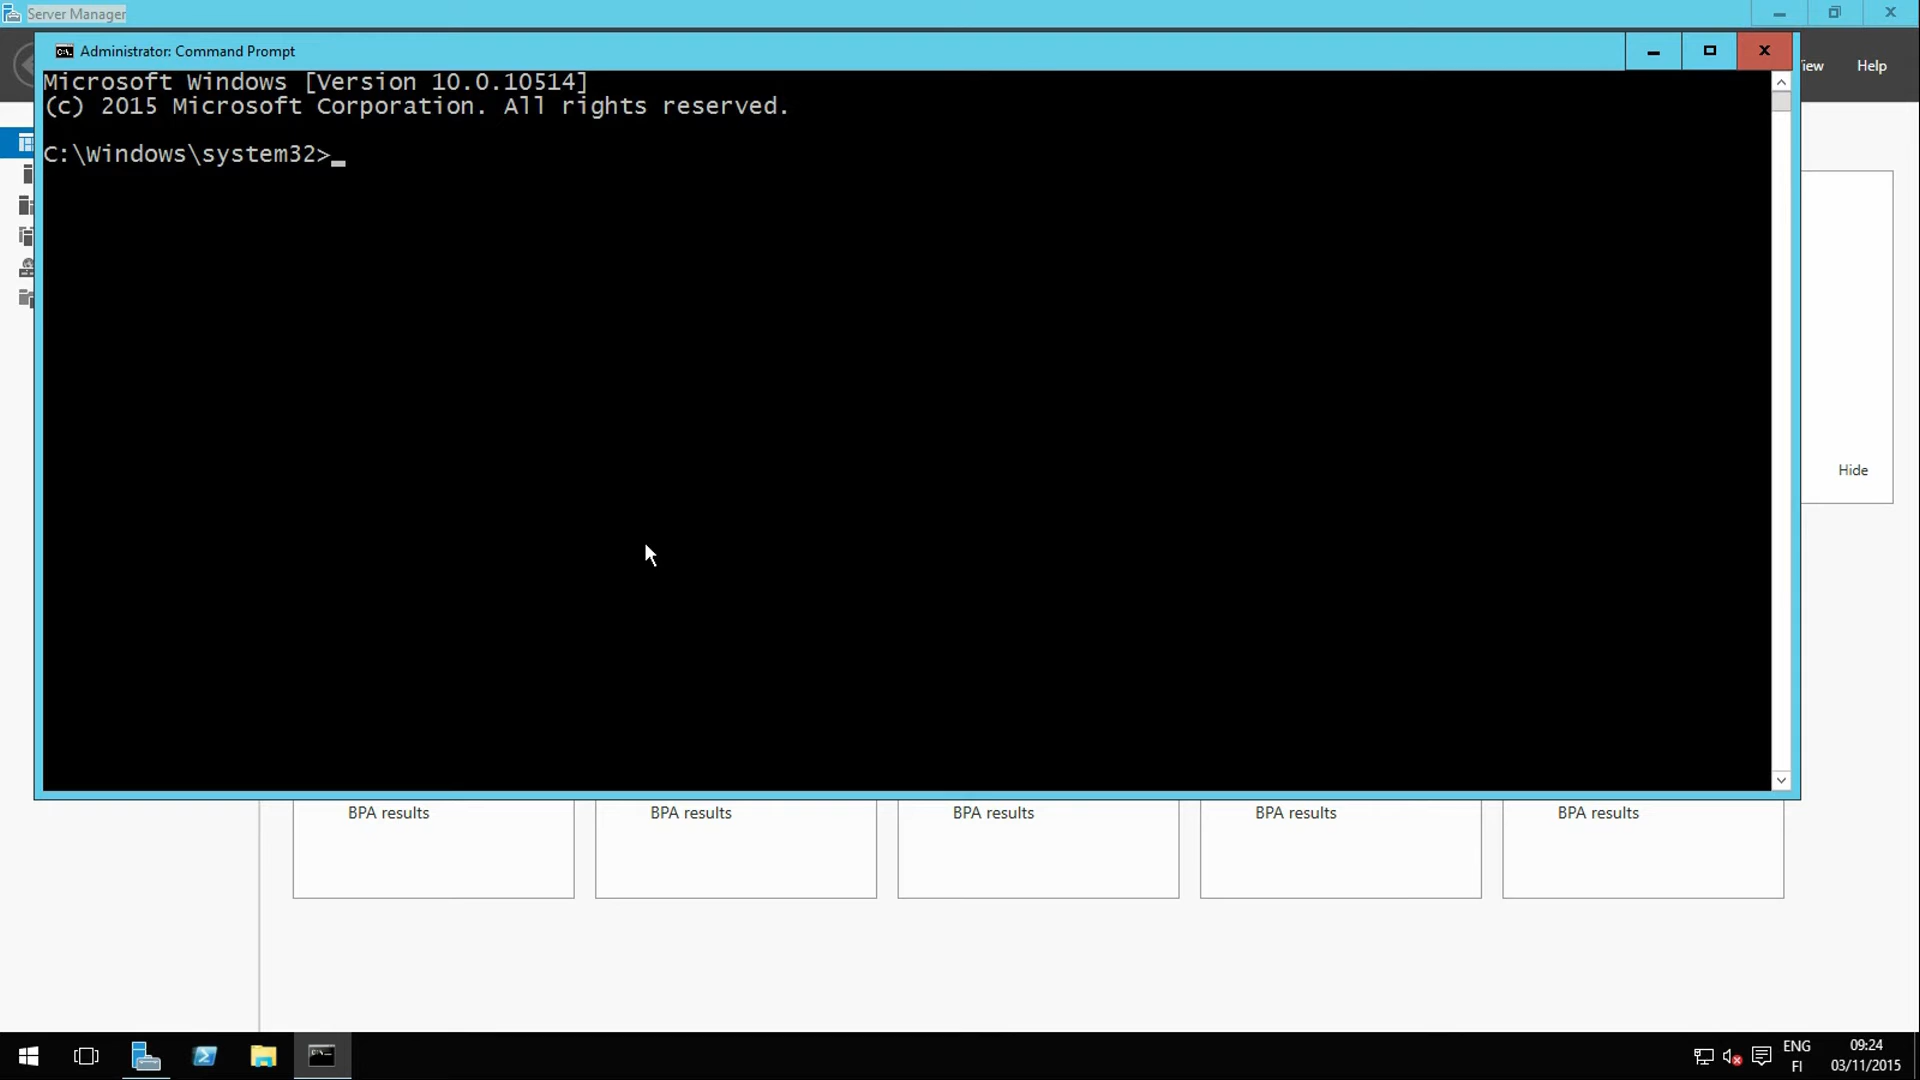 Server Manager
Administrator: Command Prompt
Microsoft Windows [Version 10.0.10514]
(c) 2015 Microsoft Corporation. All rights reserved.
C:\Windows\system32>
iew
Help
Hide
BPA results
BPA results
BPA results
BPA results
BPA results
ENG
FI
09:24
03/11/2015